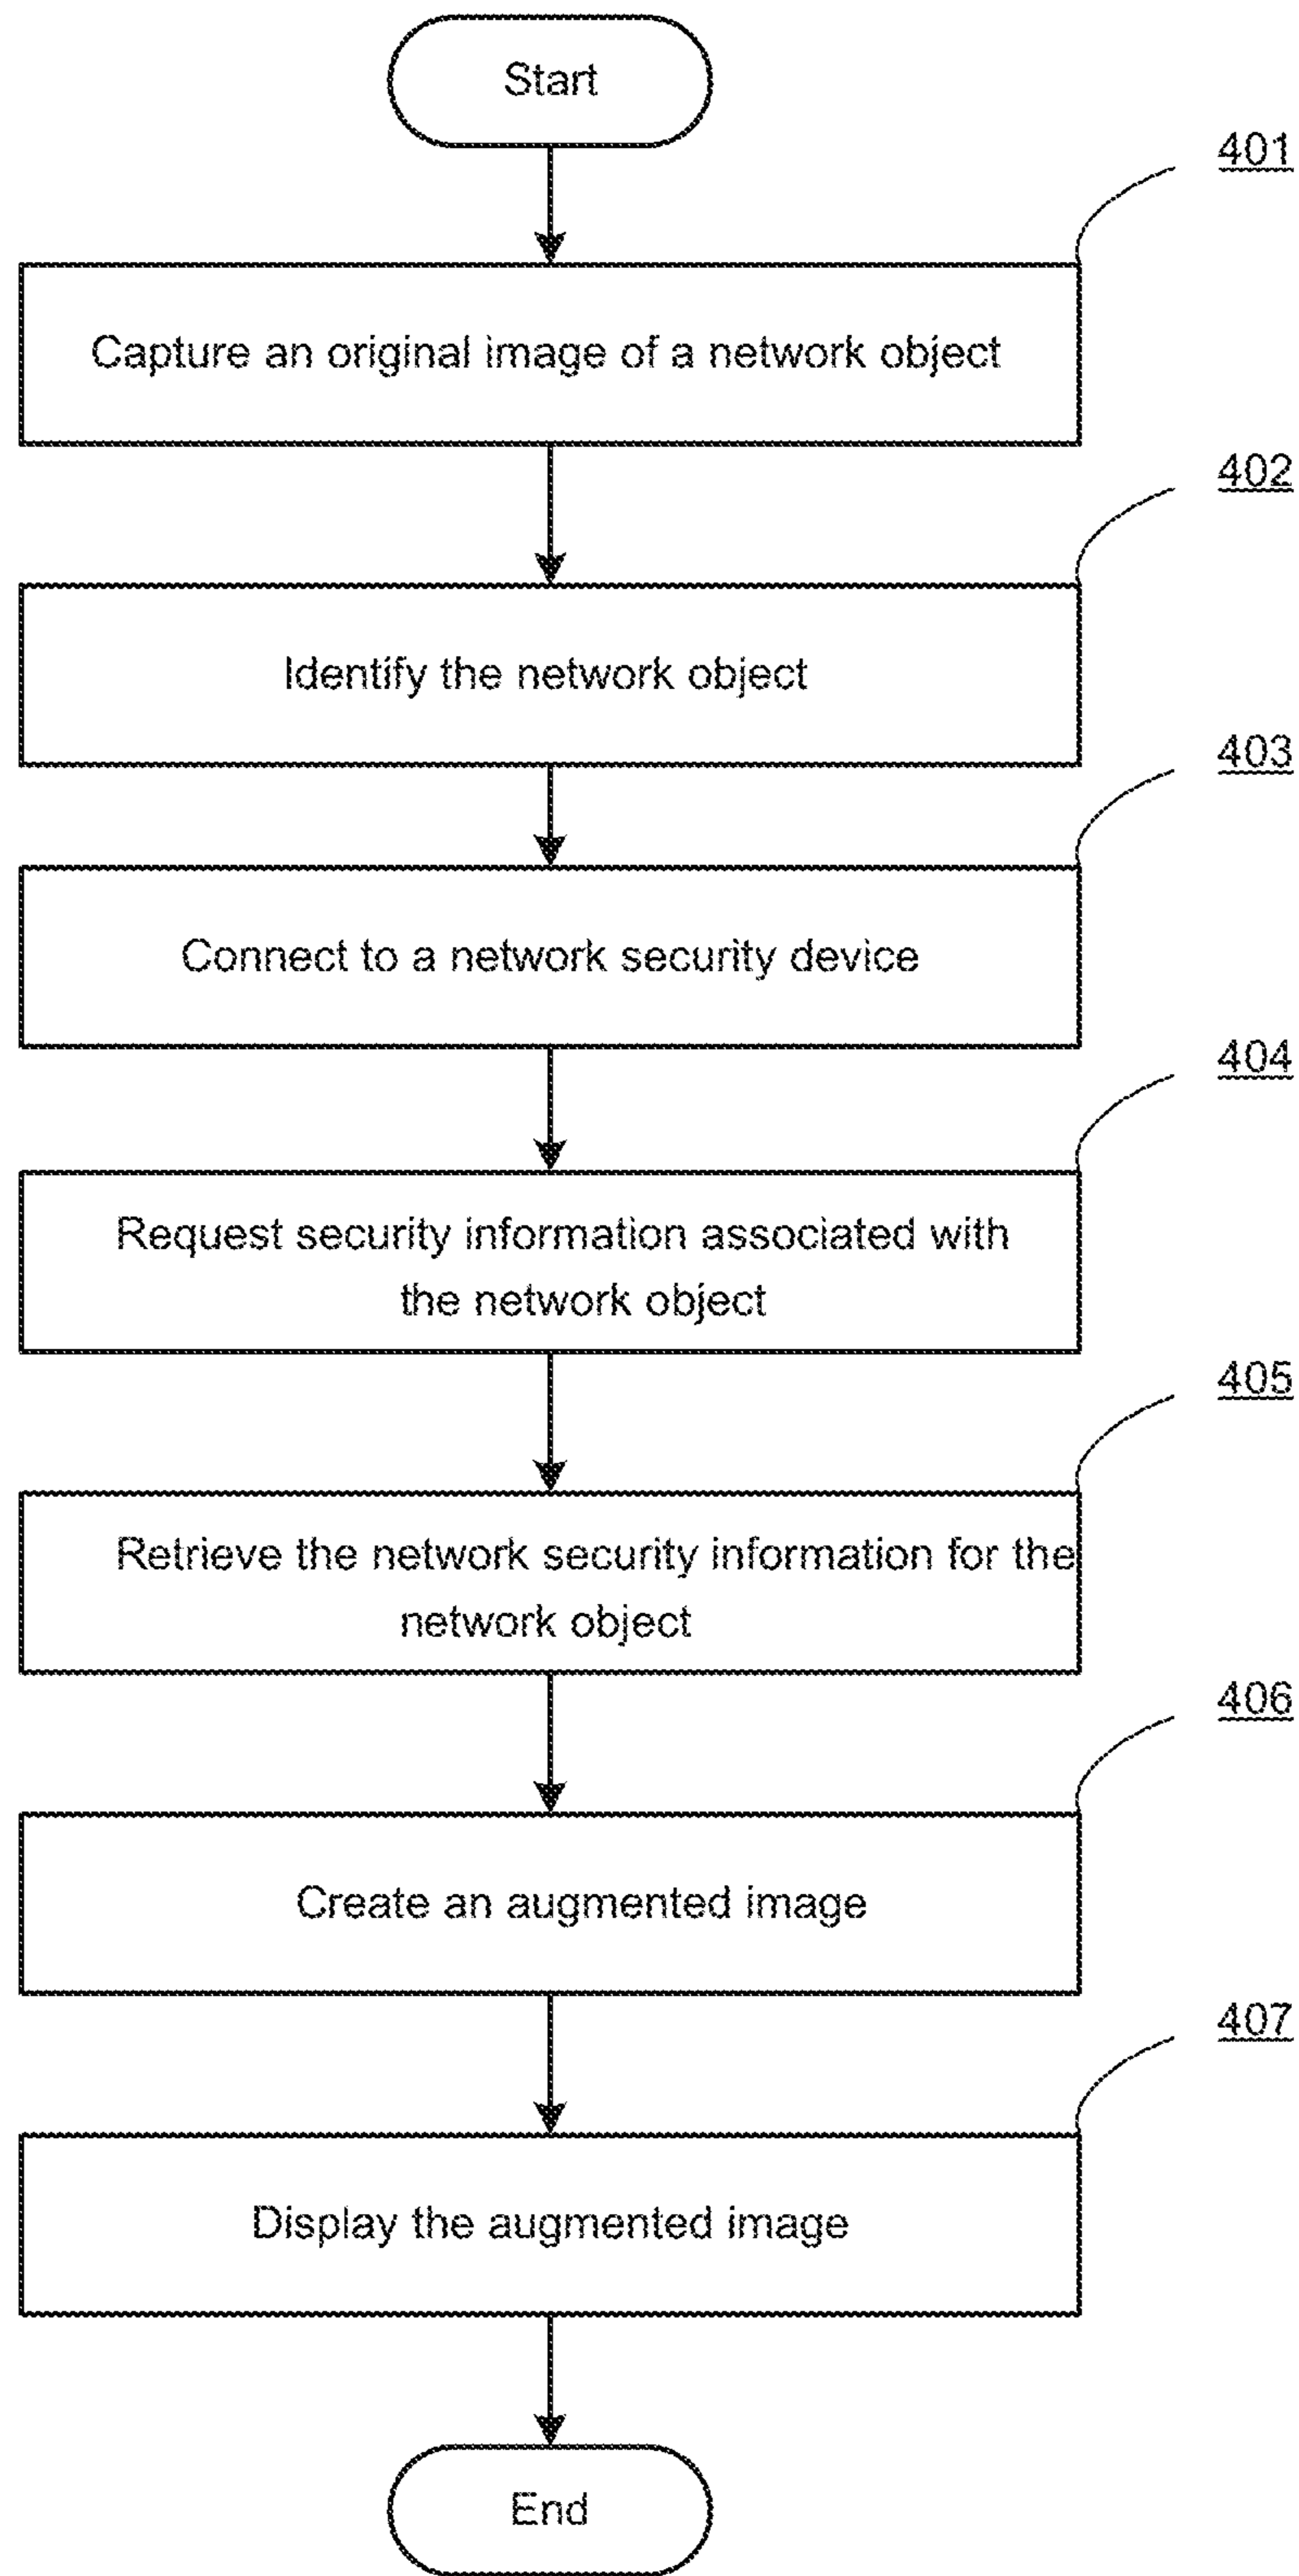 Start
401
Capture an original image of a network object
402
Identify the network object
403
Connect to a network security device
404
Request security information associated with
the network object
405
Retrieve the network security information for the
network object
406
Create an augmented image
407
Display the augmented image
End